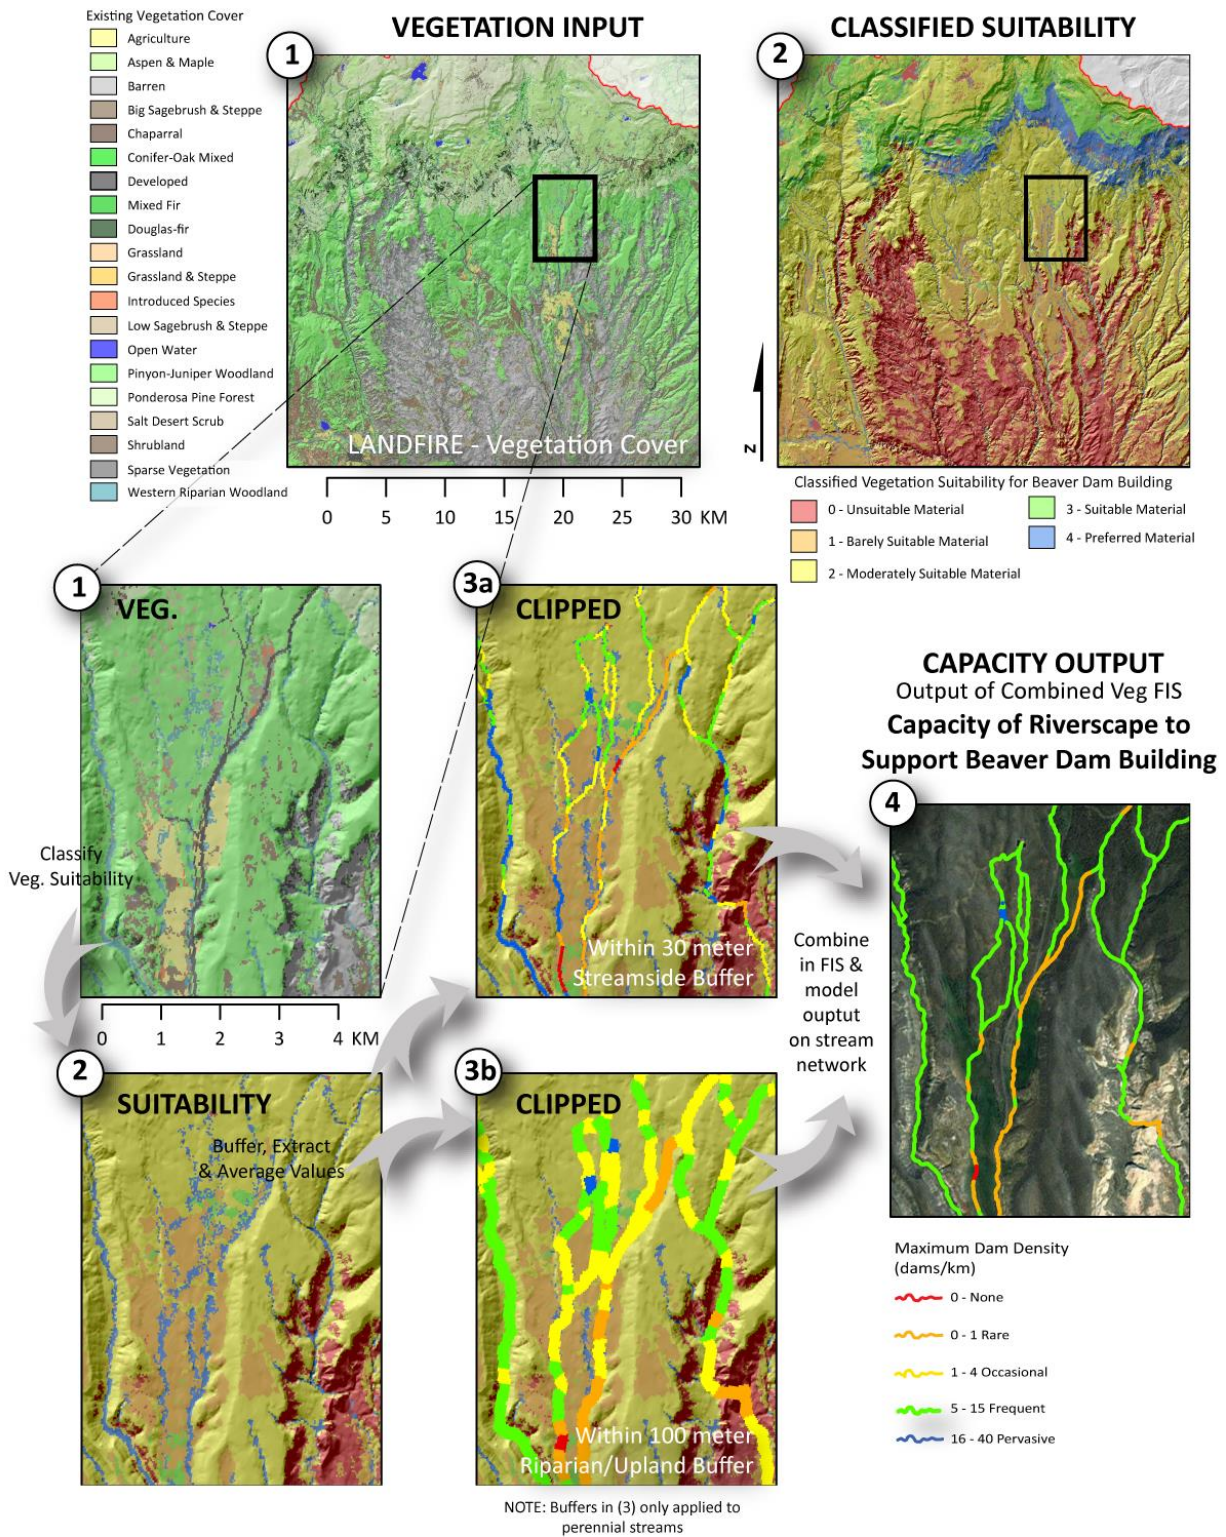 Existing Vegetation Cover
Agriculture
Aspen & Maple
Barren
Big Sagebrush & Steppe
Chaparral
Conifer-Oak Mixed
Developed
Mixed Fir
Douglas-fir
Grassland
Grassland & Steppe
Introduced Species
Low Sagebrush & Steppe
Open Water
Pinyon-Juniper Woodland
Ponderosa Pine Forest
Salt Desert Scrub
Shrubland
Sparse Vegetation
Western Riparian Woodland
VEGETATION INPUT
1
LANDFIRE - Vegetation Cover
0 5 10 15 20 25 30 KM
CLASSIFIED SUITABILITY
2
N
Classified Vegetation Suitability for Beaver Dam Building
0 - Unsuitable Material
1 - Barely Suitable Material
2 - Moderately Suitable Material
3 - Suitable Material
4 - Preferred Material
1
VEG.
Classify
Veg. Suitability
0 1 2 3 4 KM
2
SUITABILITY
Buffer, Extract
& Average Values
3a
CLIPPED
Within 30 meter
Streamside Buffer
3b
CLIPPED
Within 100 meter
Riparian/Upland Buffer
NOTE: Buffers in (3) only applied to
perennial streams
Combine
in FIS &
model
ouptut
on stream
network
CAPACITY OUTPUT
Output of Combined Veg FIS
Capacity of Riverscape to
Support Beaver Dam Building
4
Maximum Dam Density
(dams/km)
0 - None
0 - 1 Rare
1 - 4 Occasional
5 - 15 Frequent
16 - 40 Pervasive